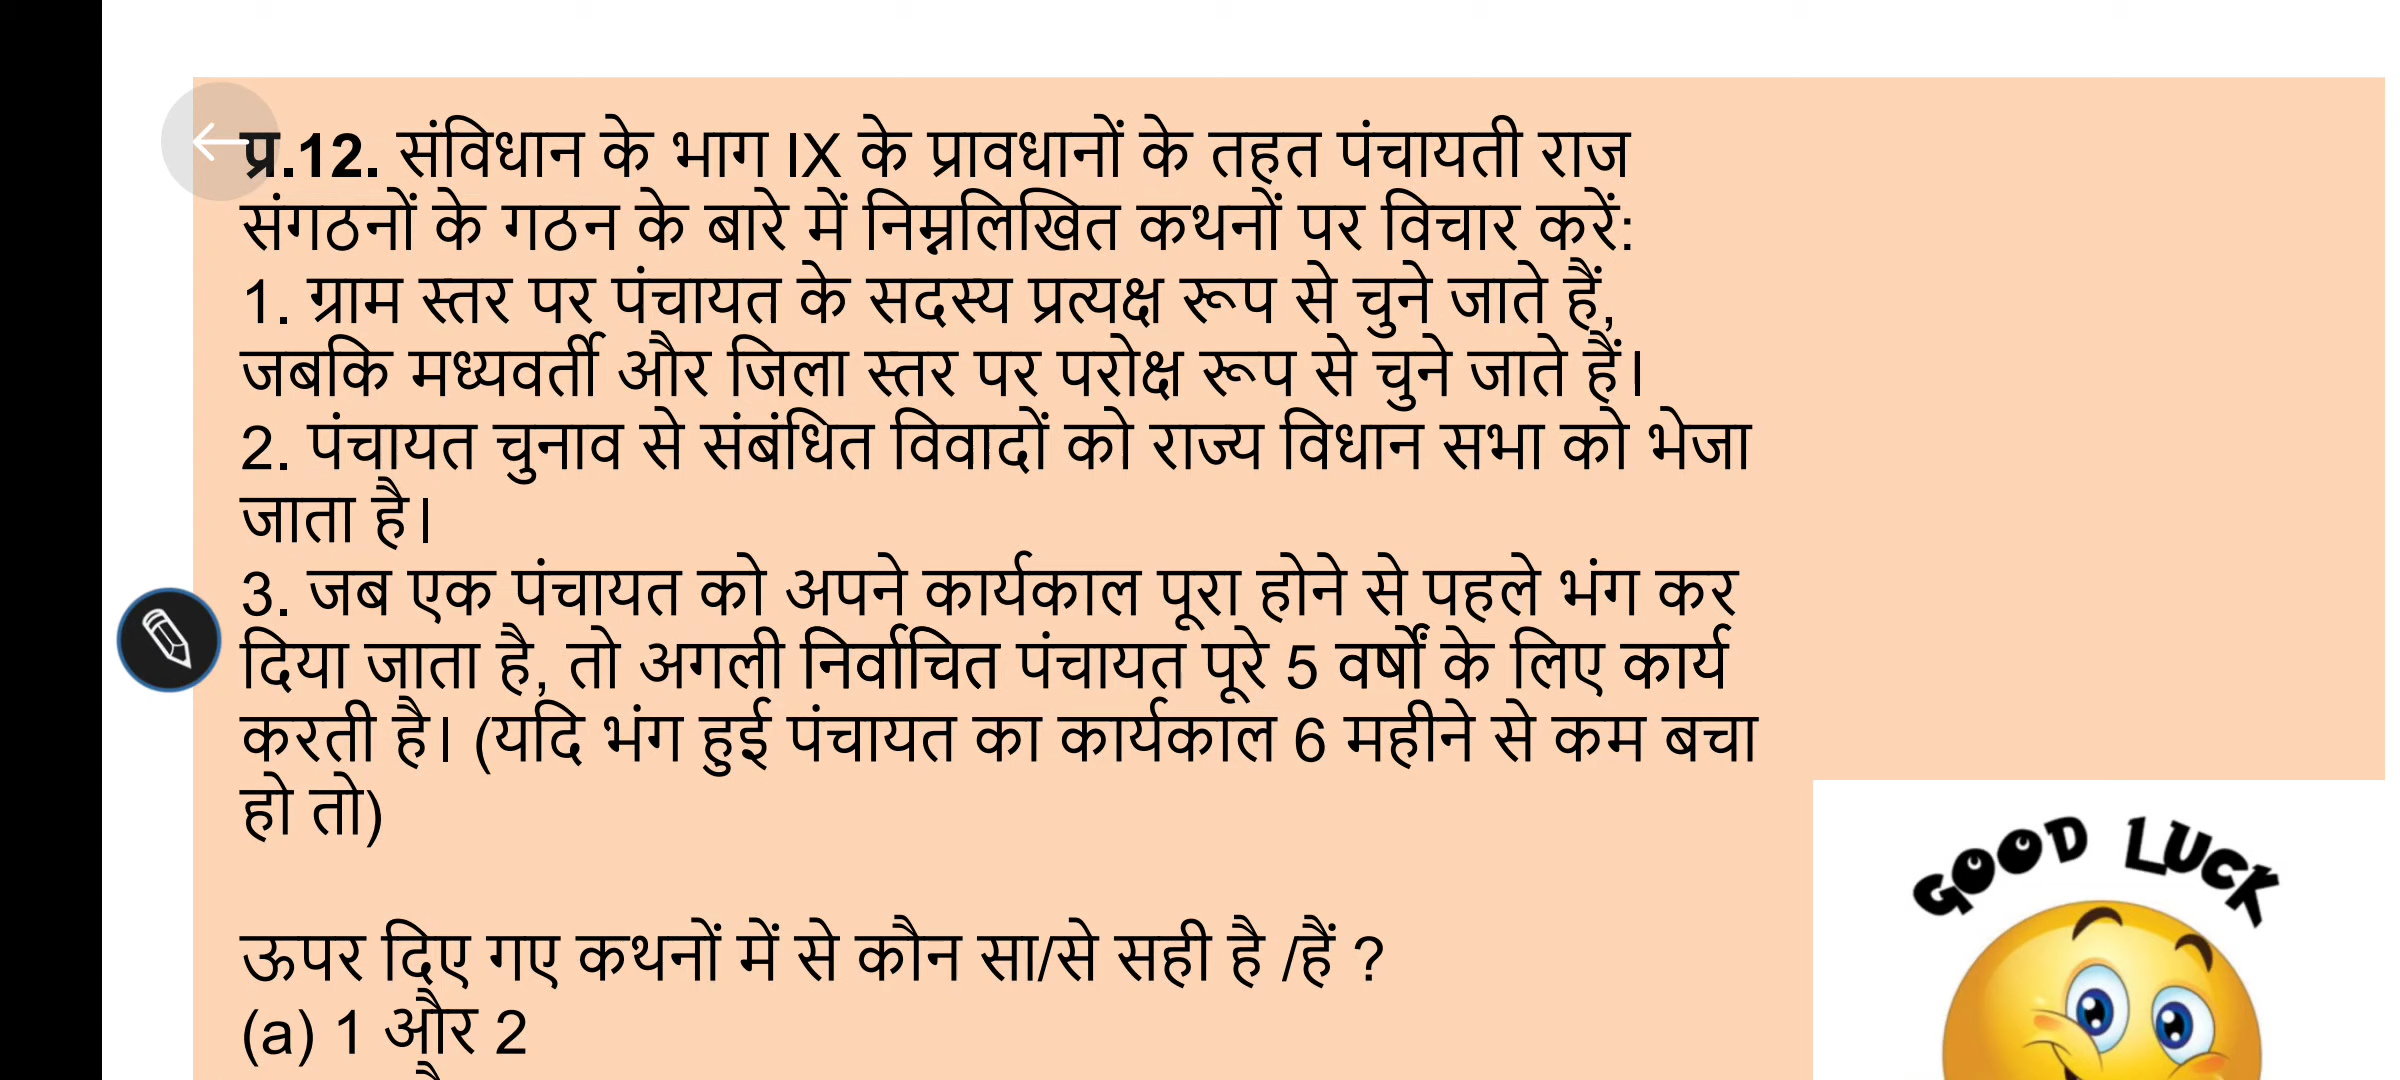 प्र.12. संविधान के भाग IX के प्रावधानों के तहत पंचायती राज
संगठनों के गठन के बारे में निम्नलिखित कथनों पर विचार करें:
1. ग्राम स्तर पर पंचायत के सदस्य प्रत्यक्ष रूप से चुने जाते हैं,
जबकि मध्यवर्ती और जिला स्तर पर परोक्ष रूप से चुने जाते हैं।
2. पंचायत चुनाव से संबंधित विवादों को राज्य विधान सभा को भेजा
जाता है।
3. जब एक पंचायत को अपने कार्यकाल पूरा होने से पहले भंग कर
दिया जाता है, तो अगली निर्वाचित पंचायत पूरे 5 वर्षों के लिए कार्य
करती है। (यदि भंग हुई पंचायत का कार्यकाल 6 महीने से कम बचा
हो तो)
ऊपर दिए गए कथनों में से कौन सा/से सही है /हैं ?
(a) 1 और 2
GOOD LUCK